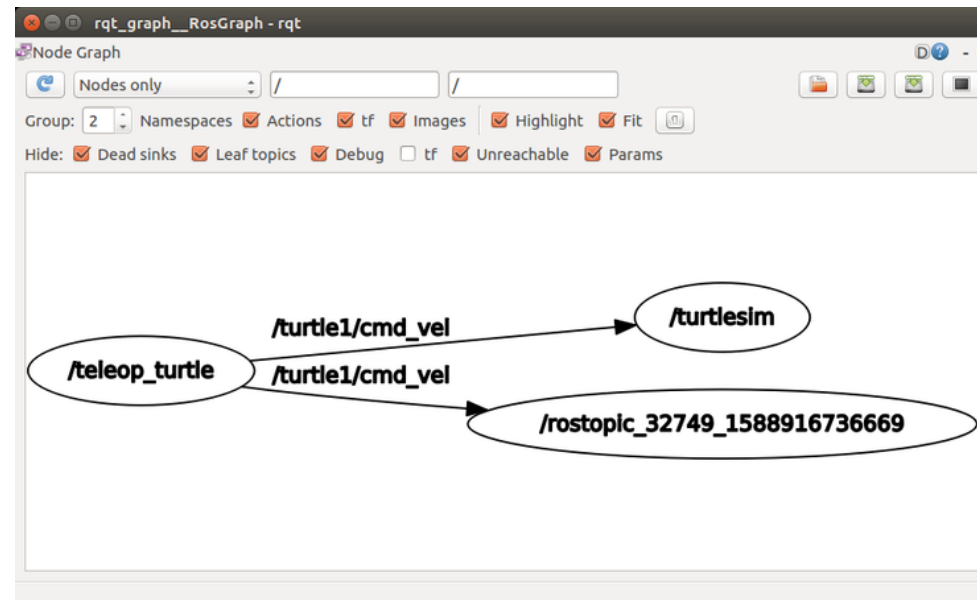 rqt_graph__RosGraph - rqt
Node Graph D ? -
Nodes only / /
Group: 2 Namespaces Actions tf Images Highlight Fit
Hide: Dead sinks Leaf topics Debug tf Unreachable Params
/turtlesim
/turtle1/cmd_vel
/teleop_turtle
/turtle1/cmd_vel
/rostopic_32749_1588916736669